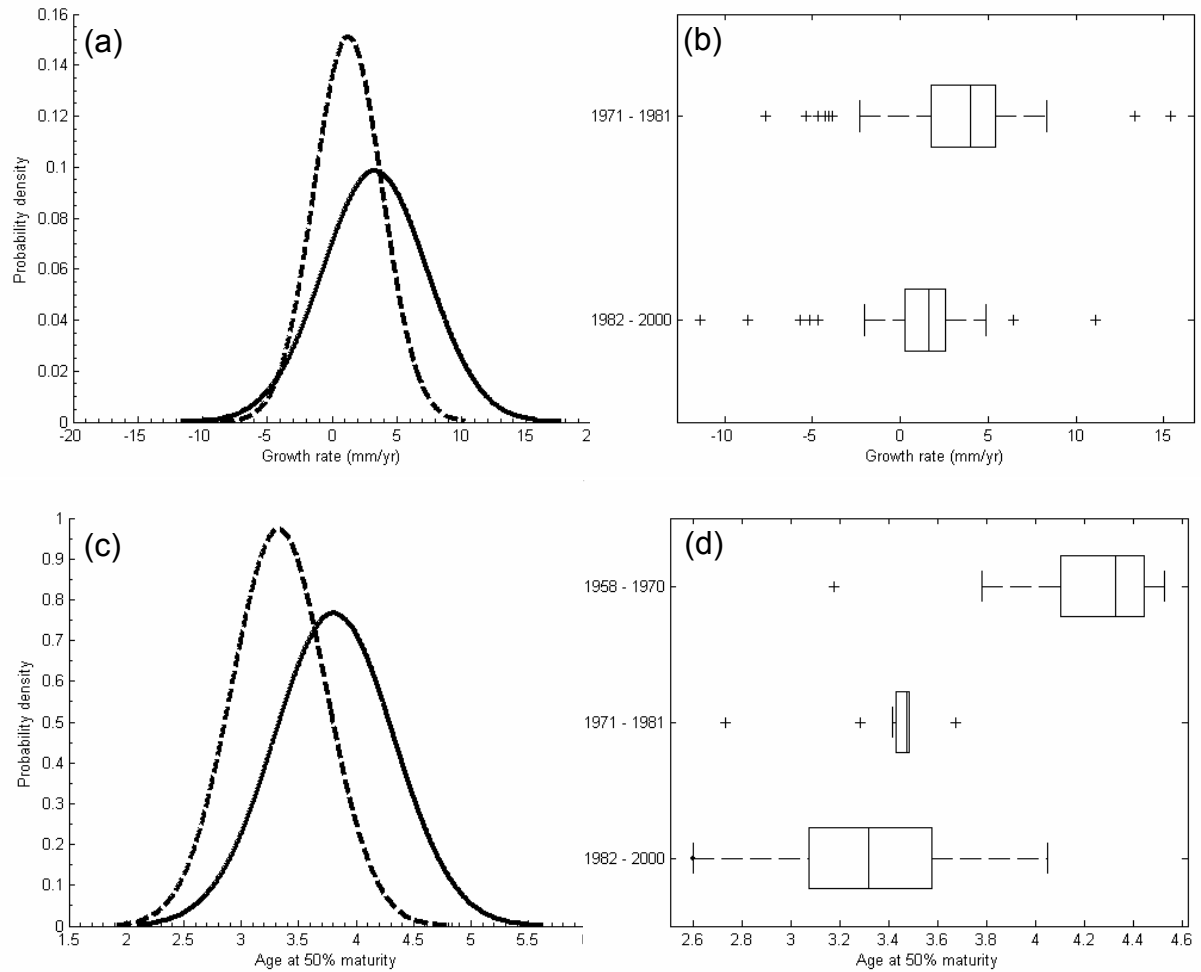 (a)
0.16
0.14
0.12
0.1
0.08
0.06
0.04
0.02
0
Probability density
-20 -10 -5 0 5 10 15 2
Growth rate (mm/yr)
(b)
1971 - 1981
1982 - 2000
-10 -5 0 5 10 15
Growth rate (mm/yr)
(c)
1
0.9
0.8
0.7
0.6
0.5
0.4
0.3
0.2
0.1
0
Probability density
1.5 2 2.5 3 3.5 4 4.5 5 5.5
Age at 50% maturity
(d)
1958 - 1970
1971 - 1981
1982 - 2000
2.6 2.8 3 3.2 3.4 3.6 3.8 4 4.2 4.4 4.6
Age at 50% maturity